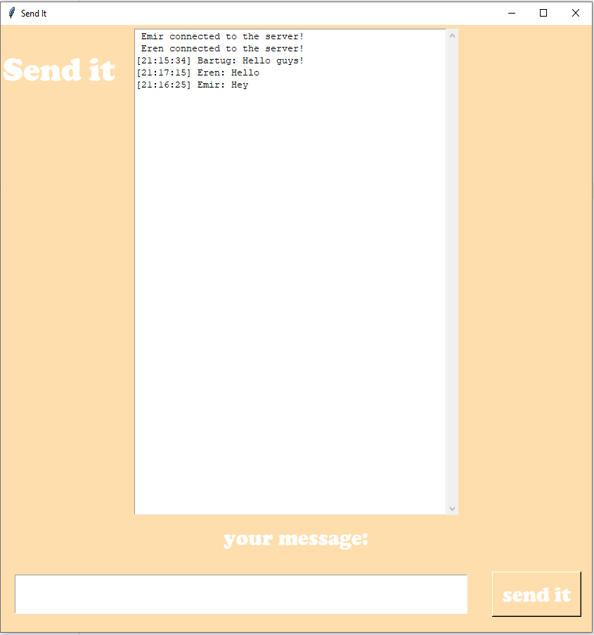 Send It
Emir connected to the server!
Eren connected to the server!
[21:15:34] Bartug: Hello guys!
[21:17:15] Eren: Hello
[21:16:25] Emir: Hey
Send it
your message:
send it